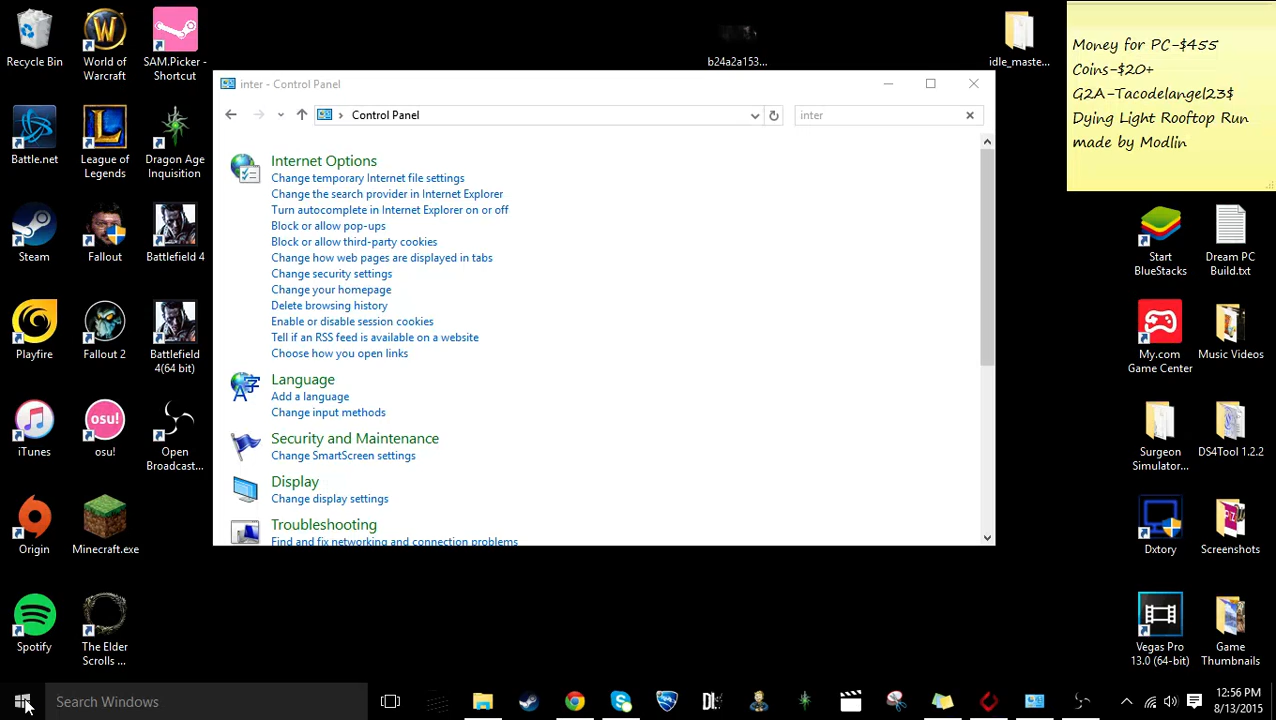 Recycle Bin
World of Warcraft
SAM.Picker - Shortcut
b24a2a153...
idle_maste...
Money for PC-$455
Coins-$20+
G2A-Tacodelangel23$
Dying Light Rooftop Run
made by Modlin
inter - Control Panel
Control Panel
inter
Internet Options
Change temporary Internet file settings
Change the search provider in Internet Explorer
Turn autocomplete in Internet Explorer on or off
Block or allow pop-ups
Block or allow third-party cookies
Change how web pages are displayed in tabs
Change security settings
Change your homepage
Delete browsing history
Enable or disable session cookies
Tell if an RSS feed is available on a website
Choose how you open links
Language
Add a language
Change input methods
Security and Maintenance
Change SmartScreen settings
Display
Change display settings
Troubleshooting
Find and fix networking and connection problems
Battle.net
League of Legends
Dragon Age Inquisition
Steam
Fallout
Battlefield 4
Playfire
Fallout 2
Battlefield 4(64 bit)
iTunes
osu!
osu!
Open Broadcast...
Origin
Minecraft.exe
Spotify
The Elder Scrolls ...
Start BlueStacks
Dream PC Build.txt
My.com Game Center
Music Videos
Surgeon Simulator...
DS4Tool 1.2.2
Dxtory
Screenshots
Vegas Pro 13.0 (64-bit)
Game Thumbnails
Search Windows
12:56 PM
8/13/2015